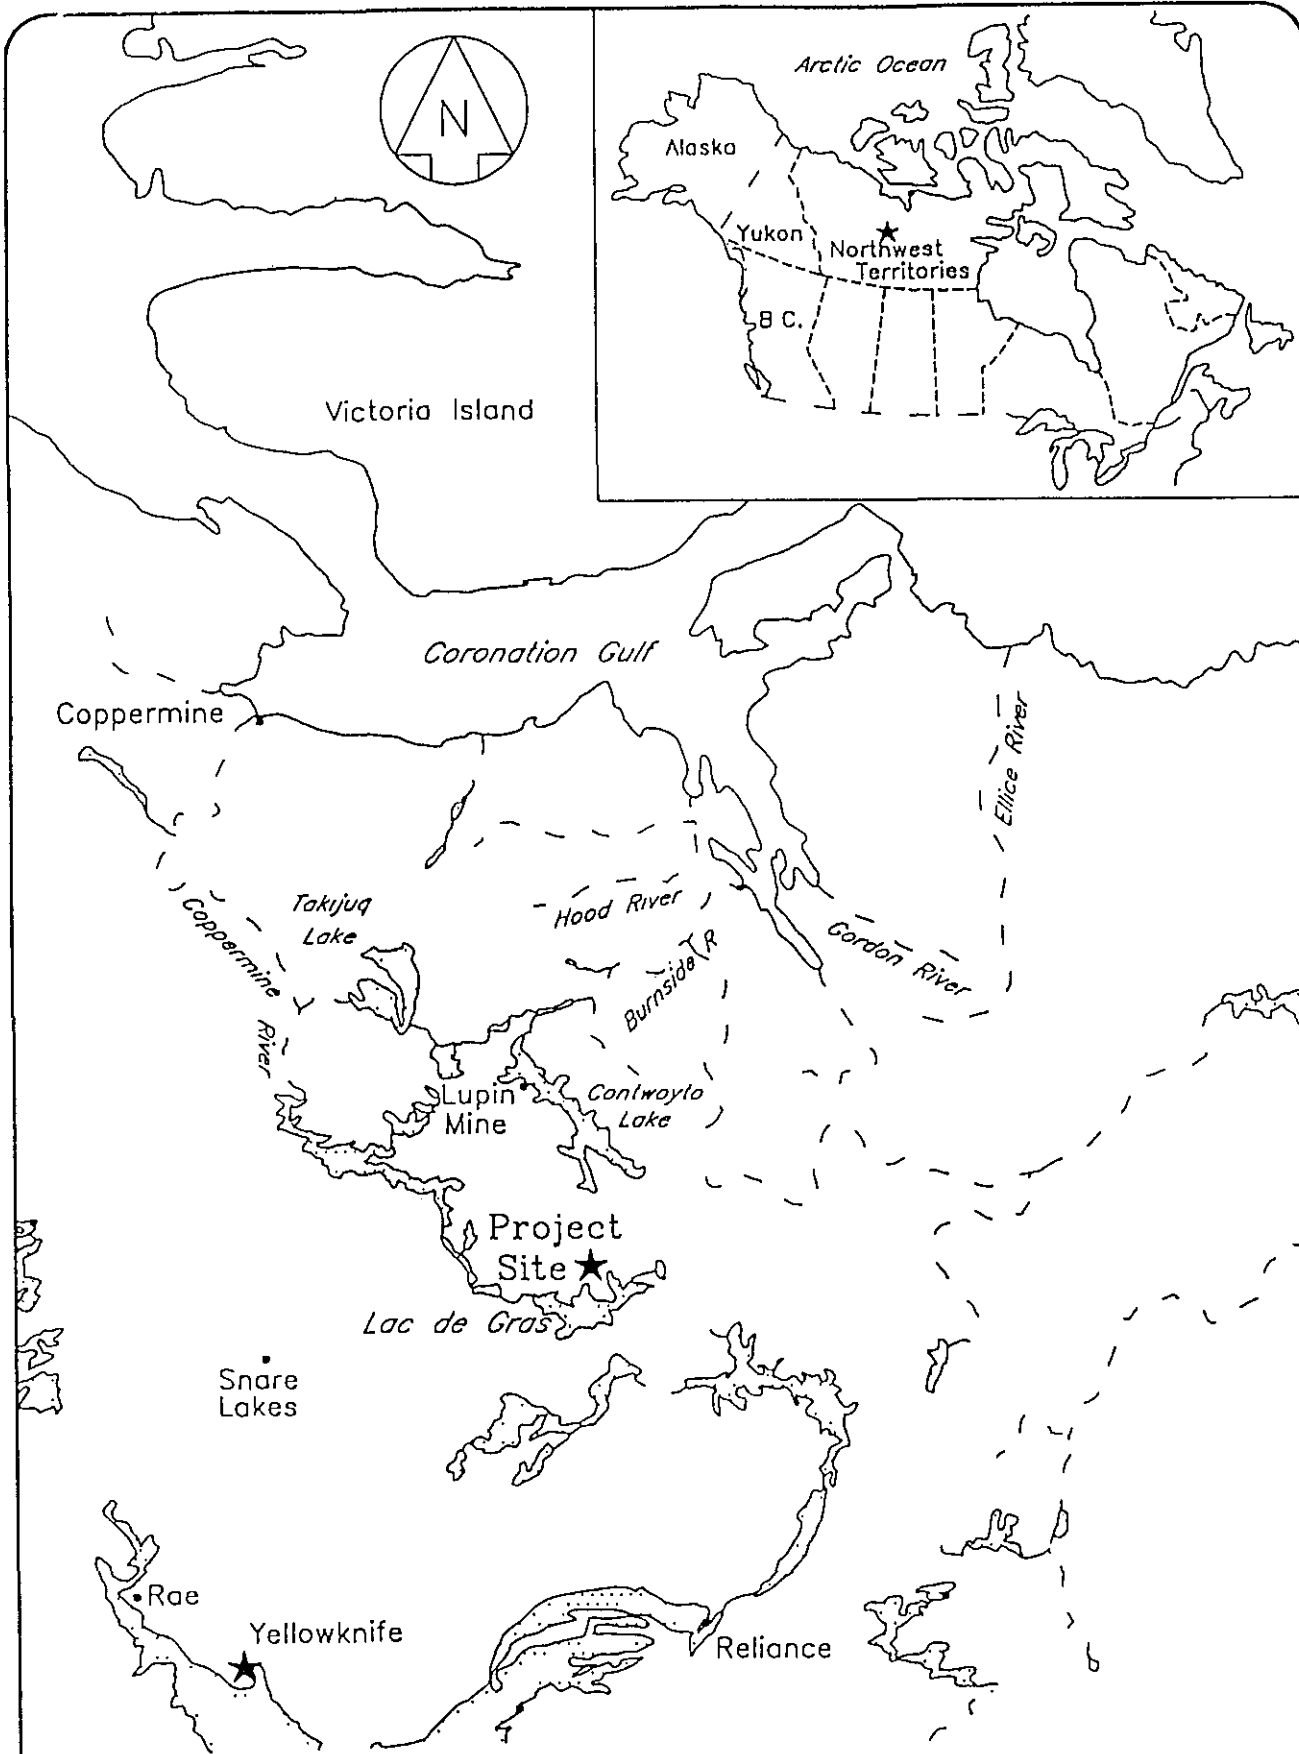 N
Arctic Ocean
Alaska
Yukon
Northwest
Territories
B C.
Victoria Island
Coronation Gulf
Coppermine
Ellice River
Takijuq
Lake
Hood River
Coppermine
River
Gordon River
Burnside R
Lupin
Mine
Contwoyto
Lake
Project
Site
Lac de Gras
Snare
Lakes
Rae
Yellowknife
Reliance